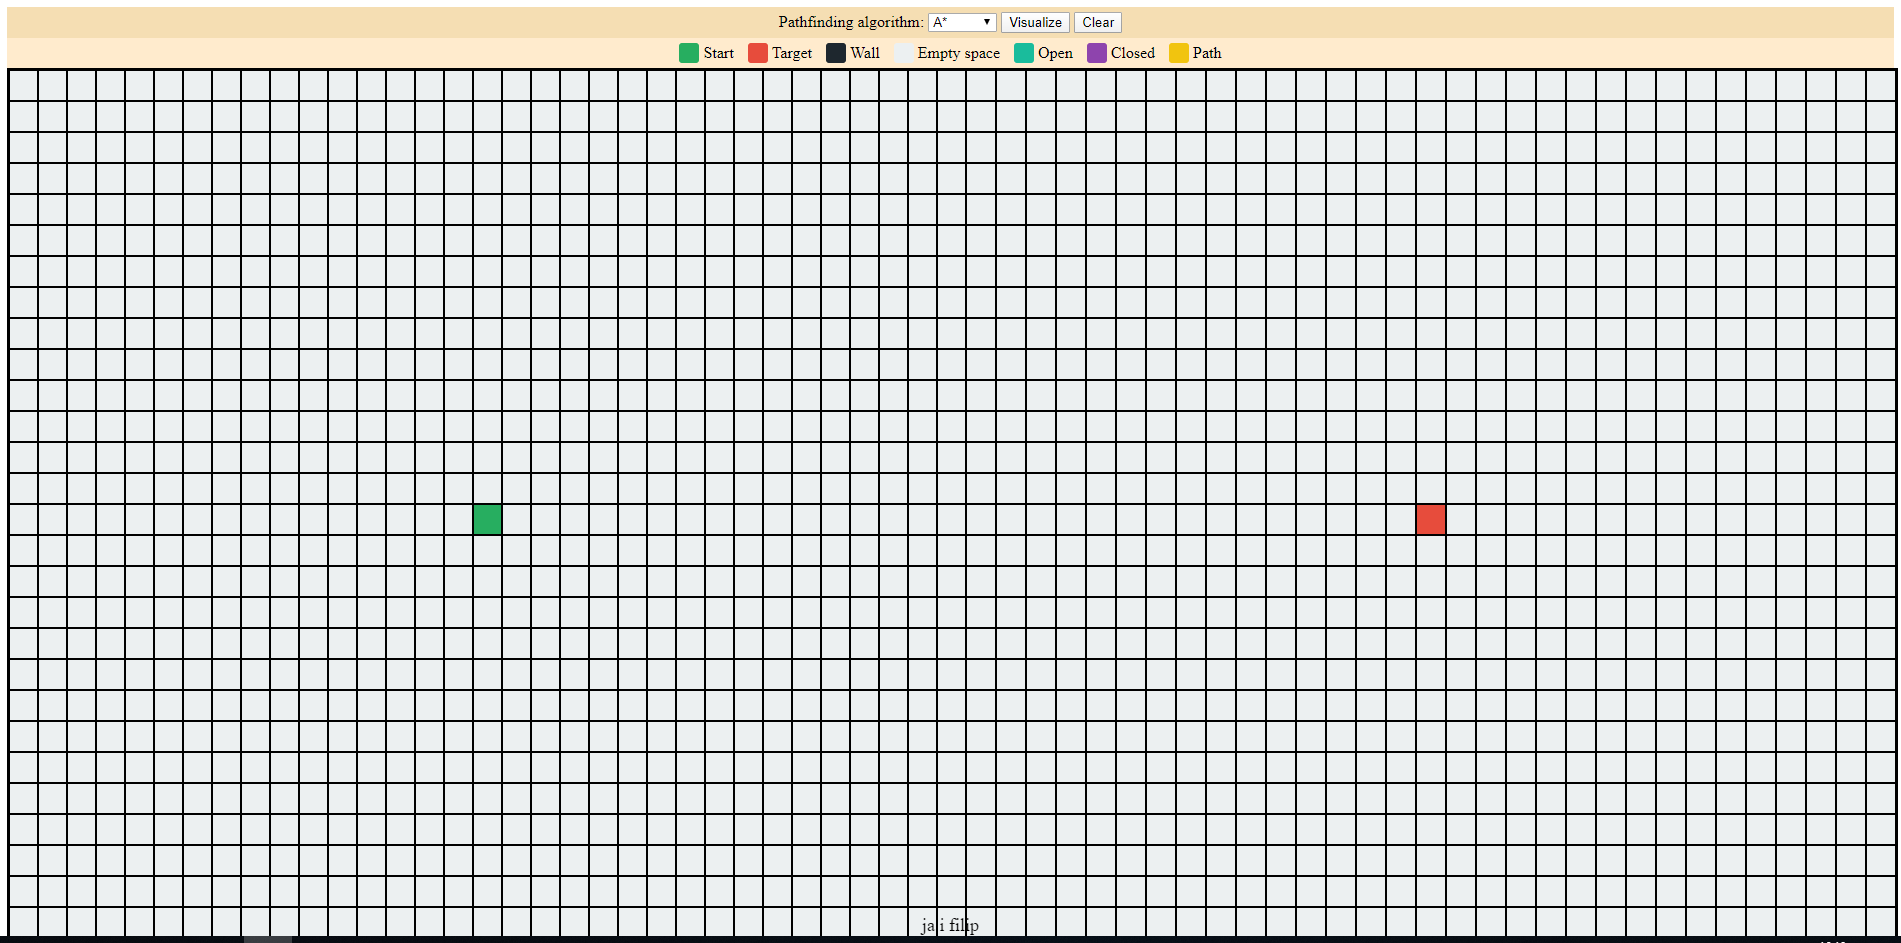 Pathfinding algorithm: A* Visualize Clear
Start Target Wall Empty space Open Closed Path
ja i filip